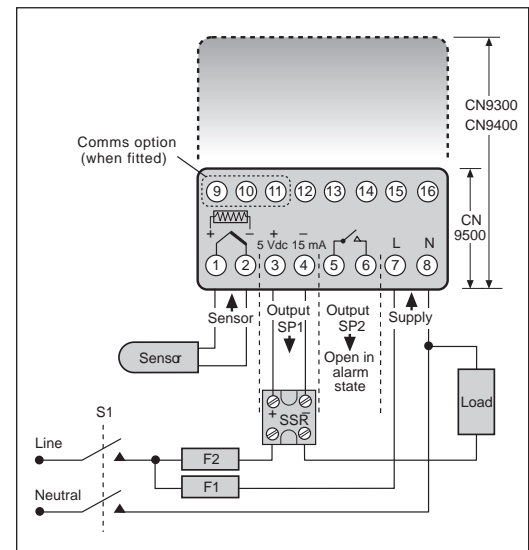 CN9300
CN9400
Comms option
(when fitted)
9 10 11 12 13 14 15 16
CN
9500
+ − + −
5 Vdc 15 mA L N
1 2 3 4 5 6 7 8
Sensor
Output
SP1
Output
SP2
Supply
Open in
alarm
state
Sensor
+ −
SSR
Load
S1
Line
F2
F1
Neutral